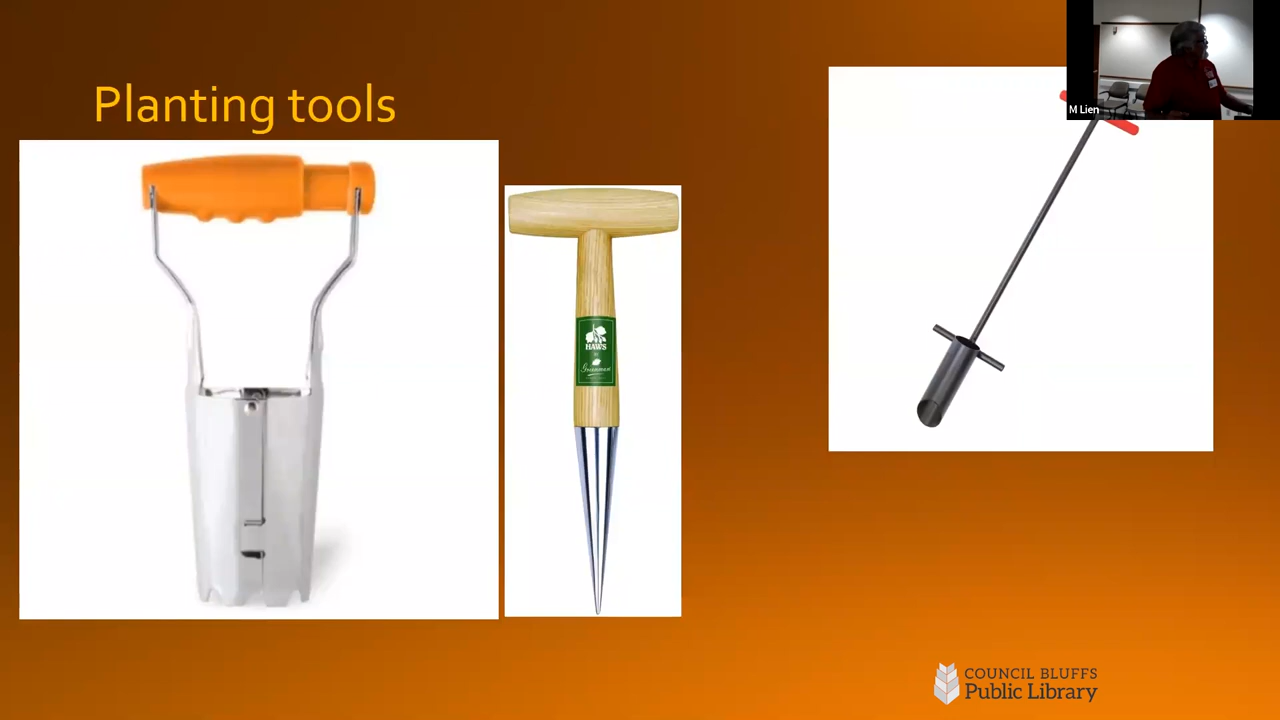 M Lien
Planting tools
HAWS
COUNCIL BLUFFS
Public Library